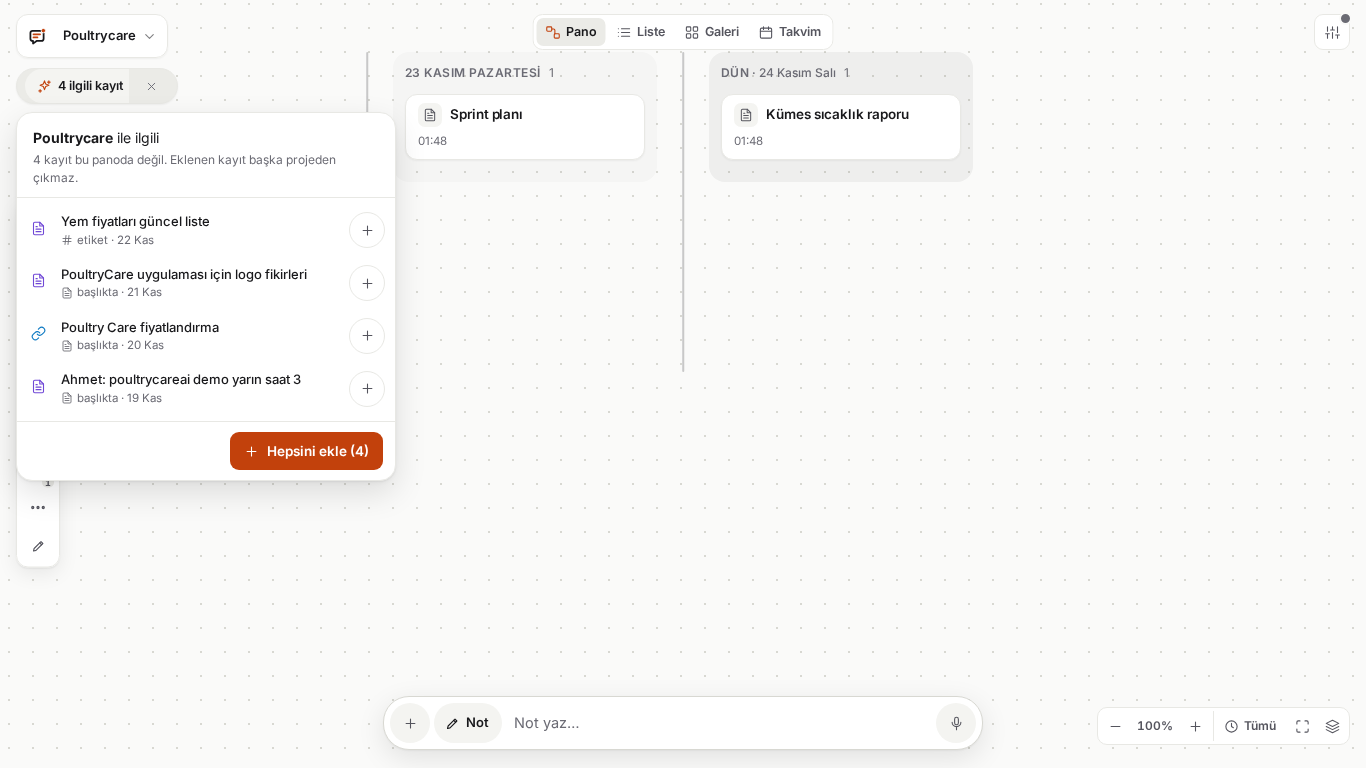 Poultrycare
Pano
Liste
Galeri
Takvim
4 ilgili kayıt
Poultrycare ile ilgili
4 kayıt bu panoda değil. Eklenen kayıt başka projeden
çıkmaz.
Yem fiyatları güncel liste
etiket · 22 Kas
PoultryCare uygulaması için logo fikirleri
başlıkta · 21 Kas
Poultry Care fiyatlandırma
başlıkta · 20 Kas
Ahmet: poultrycareai demo yarın saat 3
başlıkta · 19 Kas
Hepsini ekle (4)
1
23 KASIM PAZARTESİ 1
Sprint planı
01:48
DÜN · 24 Kasım Salı 1
Kümes sıcaklık raporu
01:48
Not
Not yaz...
100%
Tümü